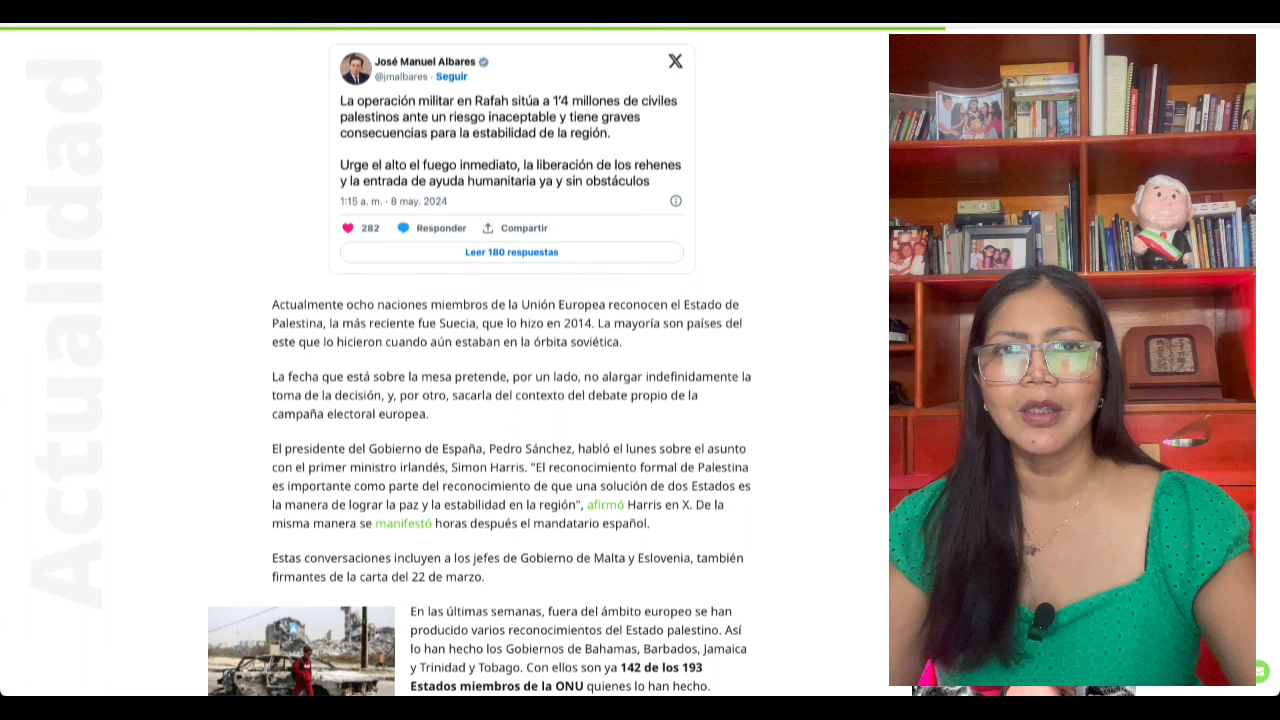 Actualidad
José Manuel Albares
@jmalbares · Seguir
La operación militar en Rafah sitúa a 1'4 millones de civiles
palestinos ante un riesgo inaceptable y tiene graves
consecuencias para la estabilidad de la región.
Urge el alto el fuego inmediato, la liberación de los rehenes
y la entrada de ayuda humanitaria ya y sin obstáculos
1:15 a. m. · 8 may. 2024
282 Responder Compartir
Leer 180 respuestas
Actualmente ocho naciones miembros de la Unión Europea reconocen el Estado de
Palestina, la más reciente fue Suecia, que lo hizo en 2014. La mayoría son países del
este que lo hicieron cuando aún estaban en la órbita soviética.
La fecha que está sobre la mesa pretende, por un lado, no alargar indefinidamente la
toma de la decisión, y, por otro, sacarla del contexto del debate propio de la
campaña electoral europea.
El presidente del Gobierno de España, Pedro Sánchez, habló el lunes sobre el asunto
con el primer ministro irlandés, Simon Harris. "El reconocimiento formal de Palestina
es importante como parte del reconocimiento de que una solución de dos Estados es
la manera de lograr la paz y la estabilidad en la región", afirmó Harris en X. De la
misma manera se manifestó horas después el mandatario español.
Estas conversaciones incluyen a los jefes de Gobierno de Malta y Eslovenia, también
firmantes de la carta del 22 de marzo.
En las últimas semanas, fuera del ámbito europeo se han
producido varios reconocimientos del Estado palestino. Así
lo han hecho los Gobiernos de Bahamas, Barbados, Jamaica
y Trinidad y Tobago. Con ellos son ya 142 de los 193
Estados miembros de la ONU quienes lo han hecho.